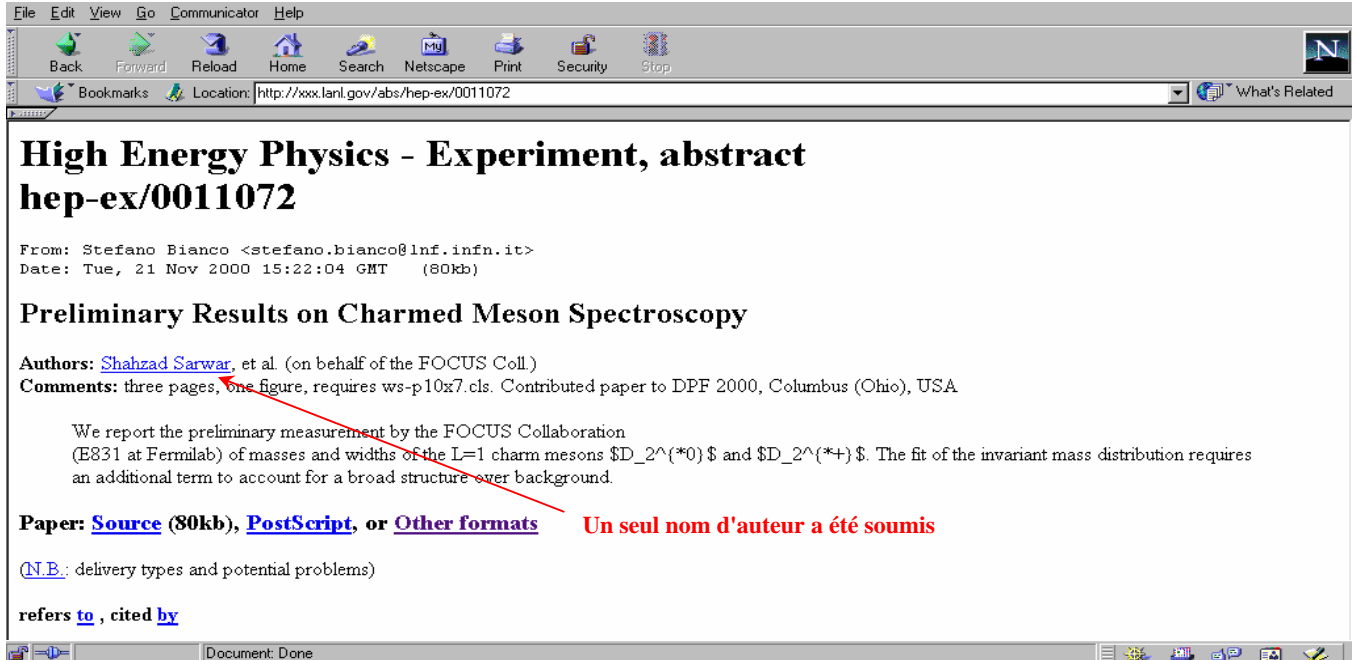 File Edit View Go Communicator Help
Back Forward Reload Home Search Netscape Print Security Stop
My
N
Bookmarks Location: http://xxx.lanl.gov/abs/hep-ex/0011072 What's Related
High Energy Physics - Experiment, abstract
hep-ex/0011072
From: Stefano Bianco <stefano.bianco@lnf.infn.it>
Date: Tue, 21 Nov 2000 15:22:04 GMT (80kb)
Preliminary Results on Charmed Meson Spectroscopy
Authors: Shahzad Sarwar, et al. (on behalf of the FOCUS Coll.)
Comments: three pages, one figure, requires ws-p10x7.cls. Contributed paper to DPF 2000, Columbus (Ohio), USA
We report the preliminary measurement by the FOCUS Collaboration
(E831 at Fermilab) of masses and widths of the L=1 charm mesons $D_2^{*0}$ and $D_2^{*+}$. The fit of the invariant mass distribution requires
an additional term to account for a broad structure over background.
Paper: Source (80kb), PostScript, or Other formats
Un seul nom d'auteur a été soumis
(N.B.: delivery types and potential problems)
refers to , cited by
Document: Done